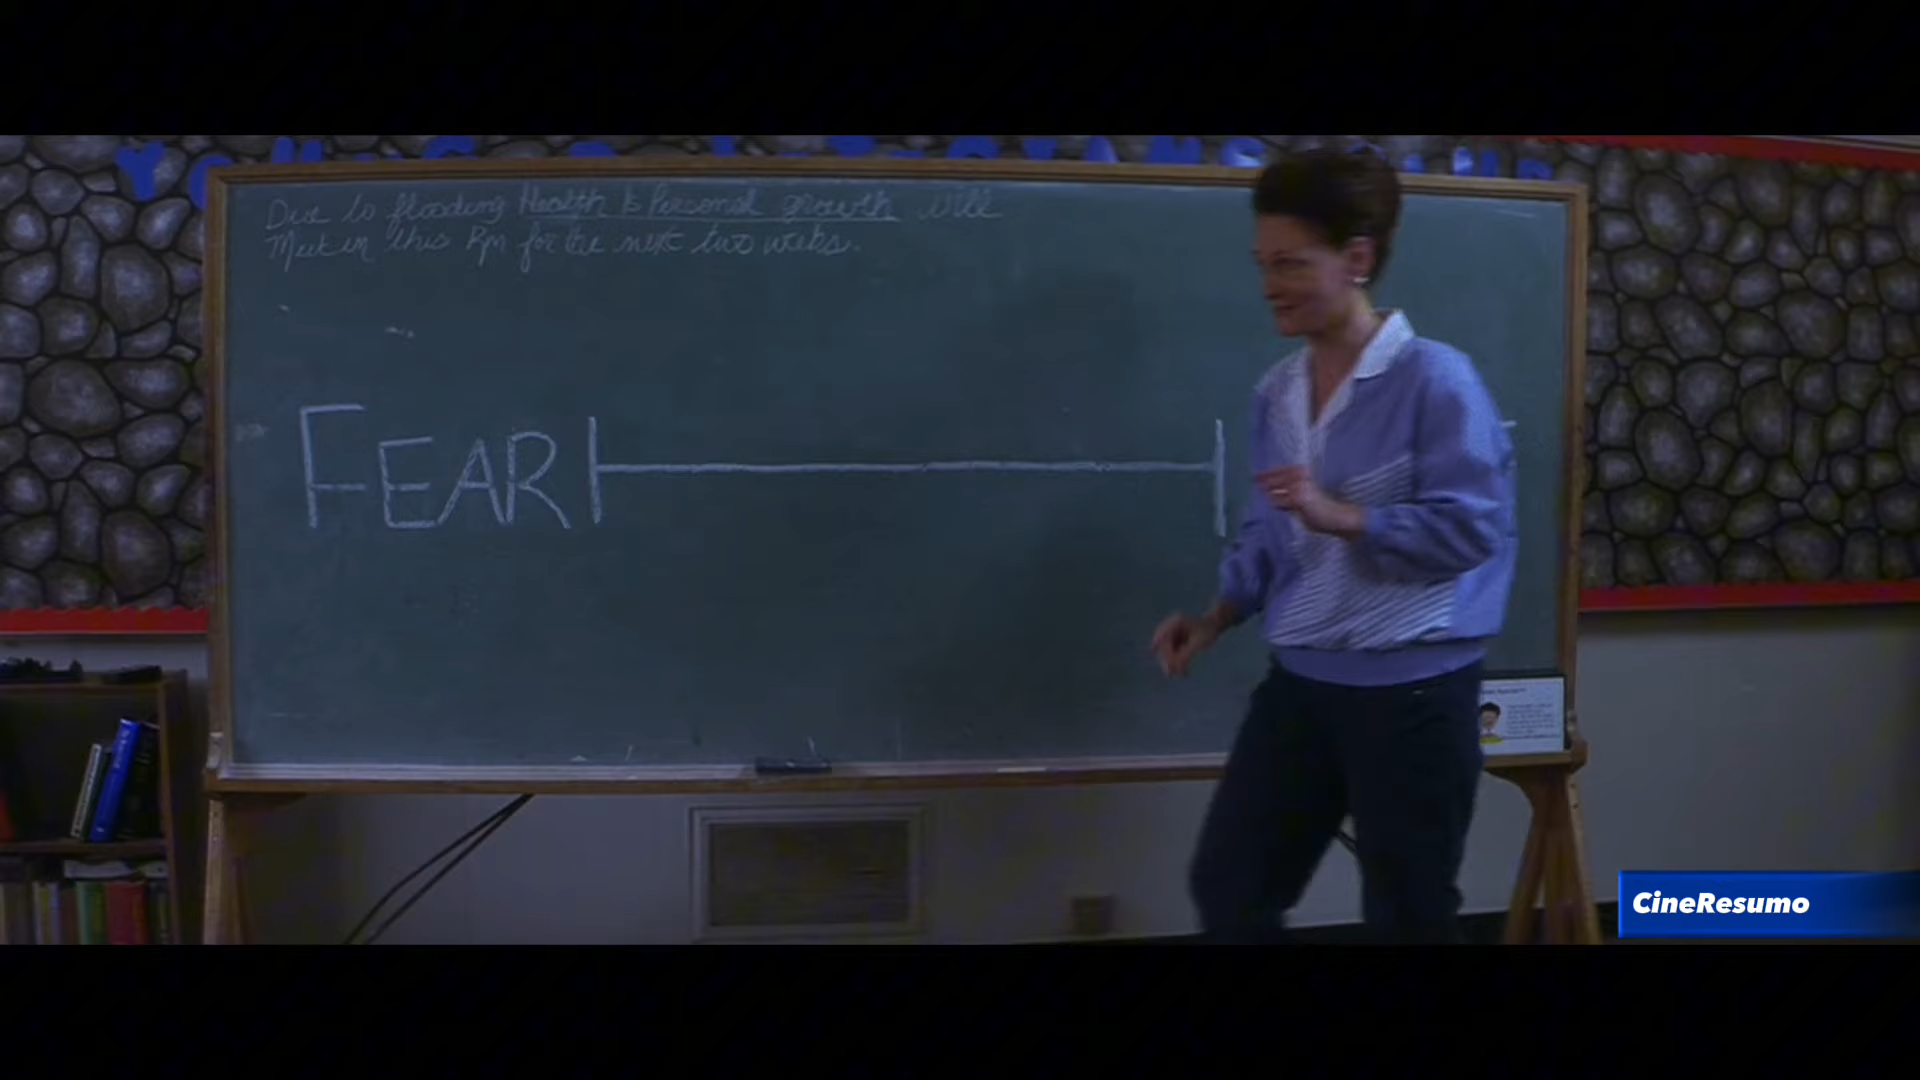 Due to flooding Health & Personal growth will
Meet in this Rm for the next two weeks.
FEAR
CineResumo